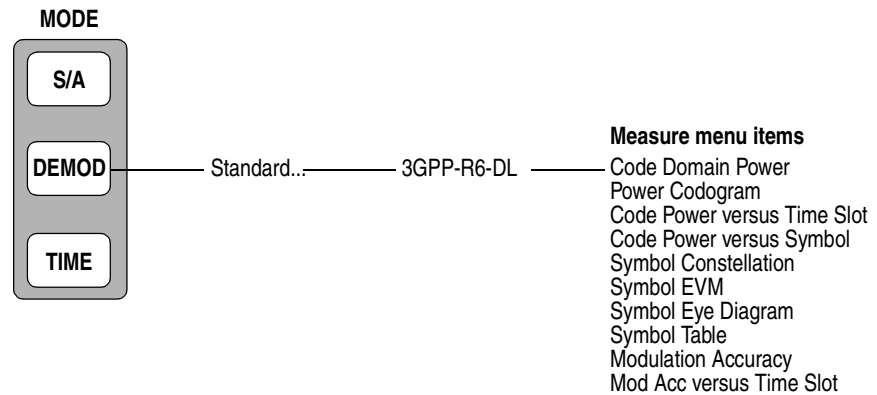 MODE
S/A
DEMOD
TIME
Standard...
3GPP-R6-DL
Measure menu items
Code Domain Power
Power Codogram
Code Power versus Time Slot
Code Power versus Symbol
Symbol Constellation
Symbol EVM
Symbol Eye Diagram
Symbol Table
Modulation Accuracy
Mod Acc versus Time Slot